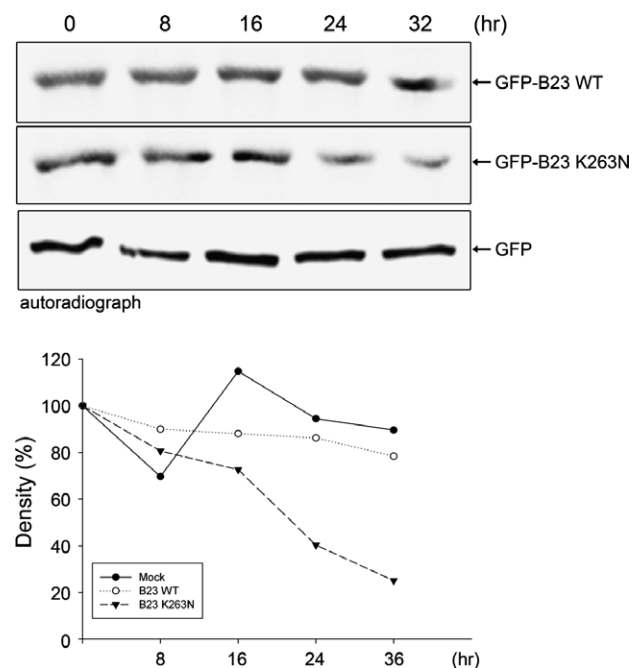 0 8 16 24 32 (hr)
← GFP-B23 WT
← GFP-B23 K263N
← GFP
autoradiograph
120
100
80
60
40
20
0
Density (%)
Mock
B23 WT
B23 K263N
8 16 24 36 (hr)